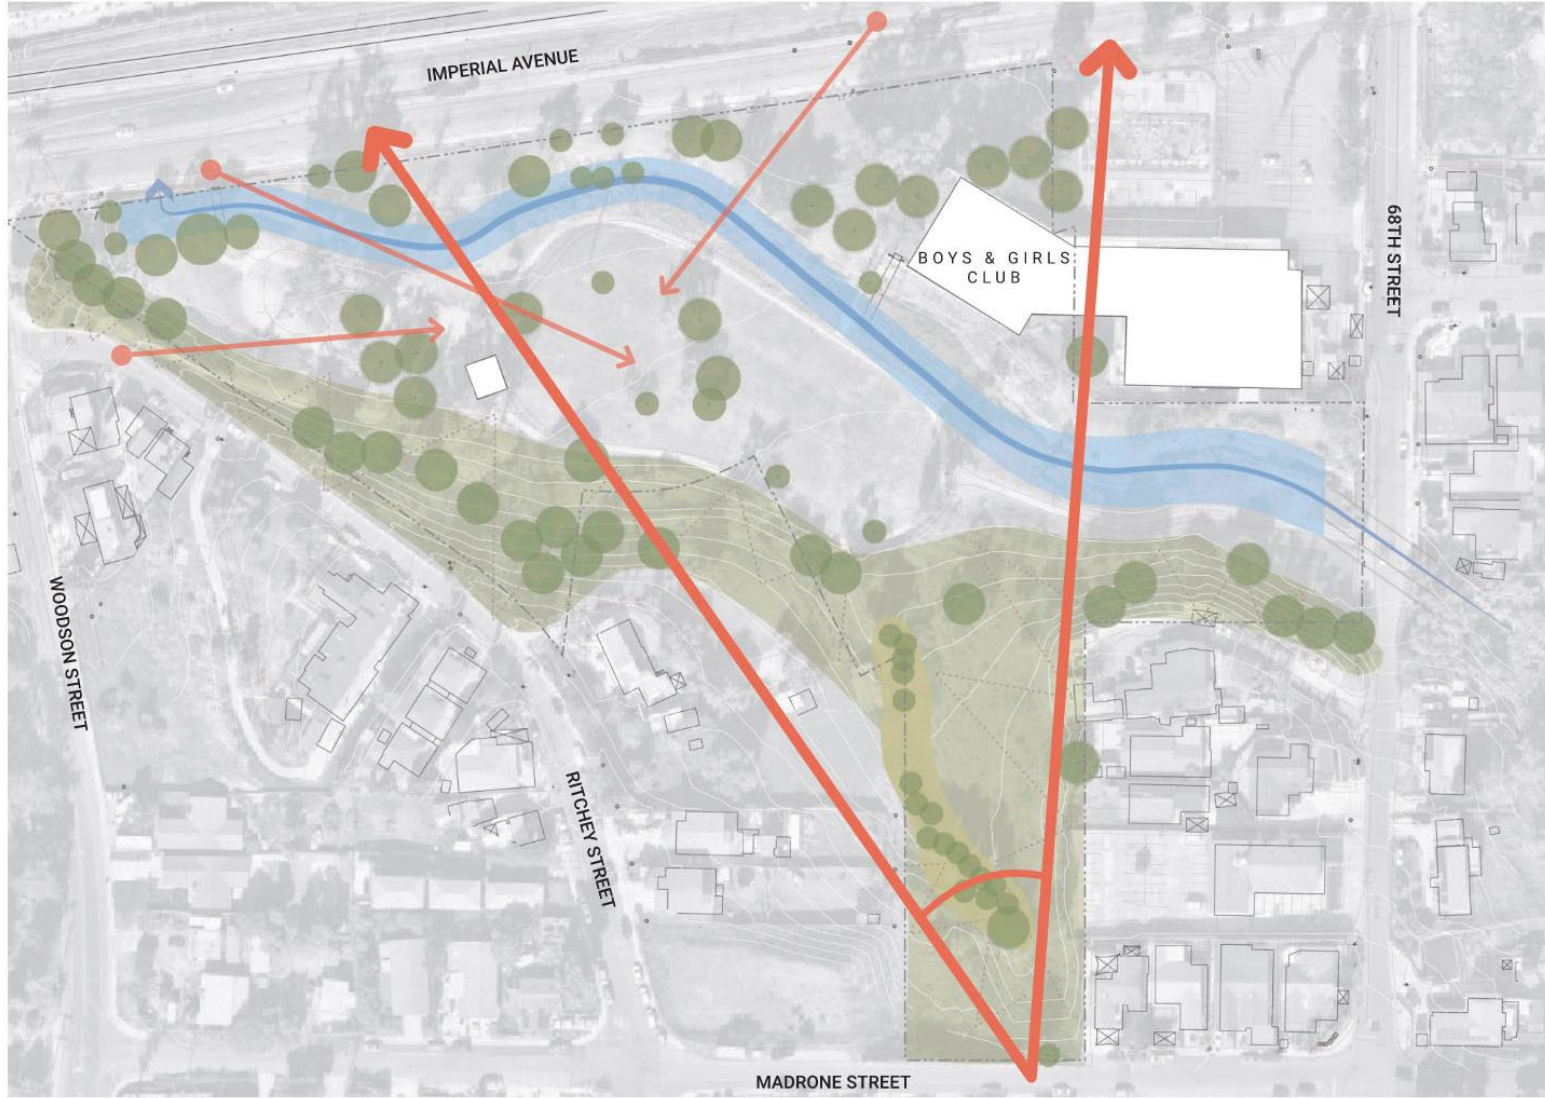 IMPERIAL AVENUE
BOYS & GIRLS
CLUB
68TH STREET
WOODSON STREET
RITCHEY STREET
MADRONE STREET